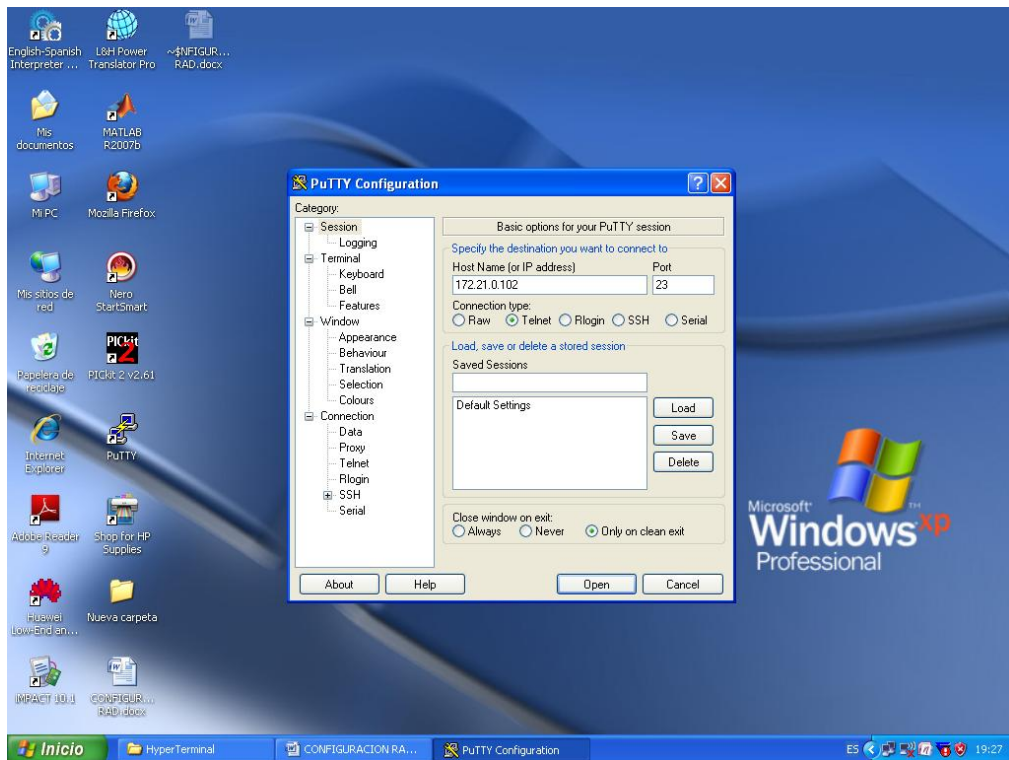 English-Spanish
Interpreter ...
L&H Power
Translator Pro
~$NFIGUR...
RAD.docx
Mis
documentos
MATLAB
R2007b
Mi PC
Mozilla Firefox
Mis sitios de
red
Nero
StartSmart
Papelera de
reciclaje
PICkit
2
PICkit 2 v2.61
Internet
Explorer
PuTTY
Adobe Reader
9
Shop for HP
Supplies
Huawei
Low-End an...
Nueva carpeta
iMPACT 10.1
CONFIGUR...
RAD.docx
PuTTY Configuration
Category:
Session
Logging
Terminal
Keyboard
Bell
Features
Window
Appearance
Behaviour
Translation
Selection
Colours
Connection
Data
Proxy
Telnet
Rlogin
SSH
Serial
Basic options for your PuTTY session
Specify the destination you want to connect to
Host Name (or IP address) Port
172.21.0.102 23
Connection type:
Raw Telnet Rlogin SSH Serial
Load, save or delete a stored session
Saved Sessions
Default Settings
Load
Save
Delete
Close window on exit:
Always Never Only on clean exit
About Help Open Cancel
Microsoft
Windows xp
Professional
Inicio HyperTerminal CONFIGURACION RA... PuTTY Configuration ES 19:27